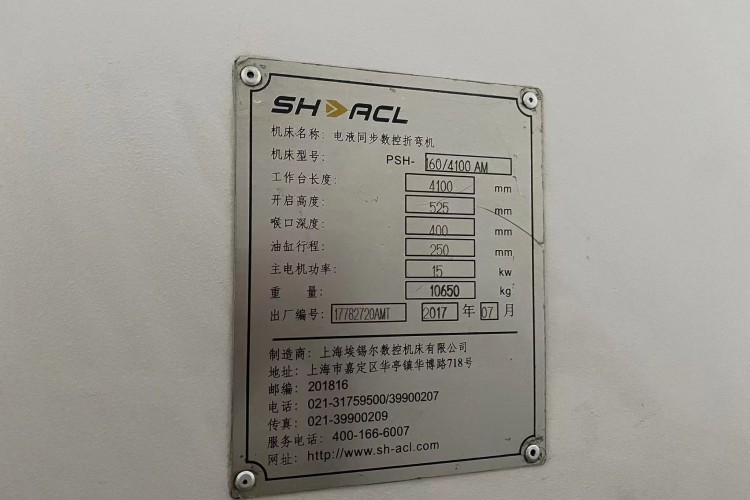 SH ACL
机床名称: 电液同步数控折弯机
机床型号: PSH- 160/4100 AM
工作台长度: 4100 mm
开启高度: 525 mm
喉口深度: 400 mm
油缸行程: 250 mm
主电机功率: 15 kw
重 量: 10650 kg
出厂编号: 17782720AMT 2017 年 07 月
制造商: 上海埃锡尔数控机床有限公司
地址: 上海市嘉定区华亭镇华博路718号
邮编: 201816
电话: 021-31759500/39900207
传真: 021-39900209
服务电话: 400-166-6007
网址: http://www.sh-acl.com